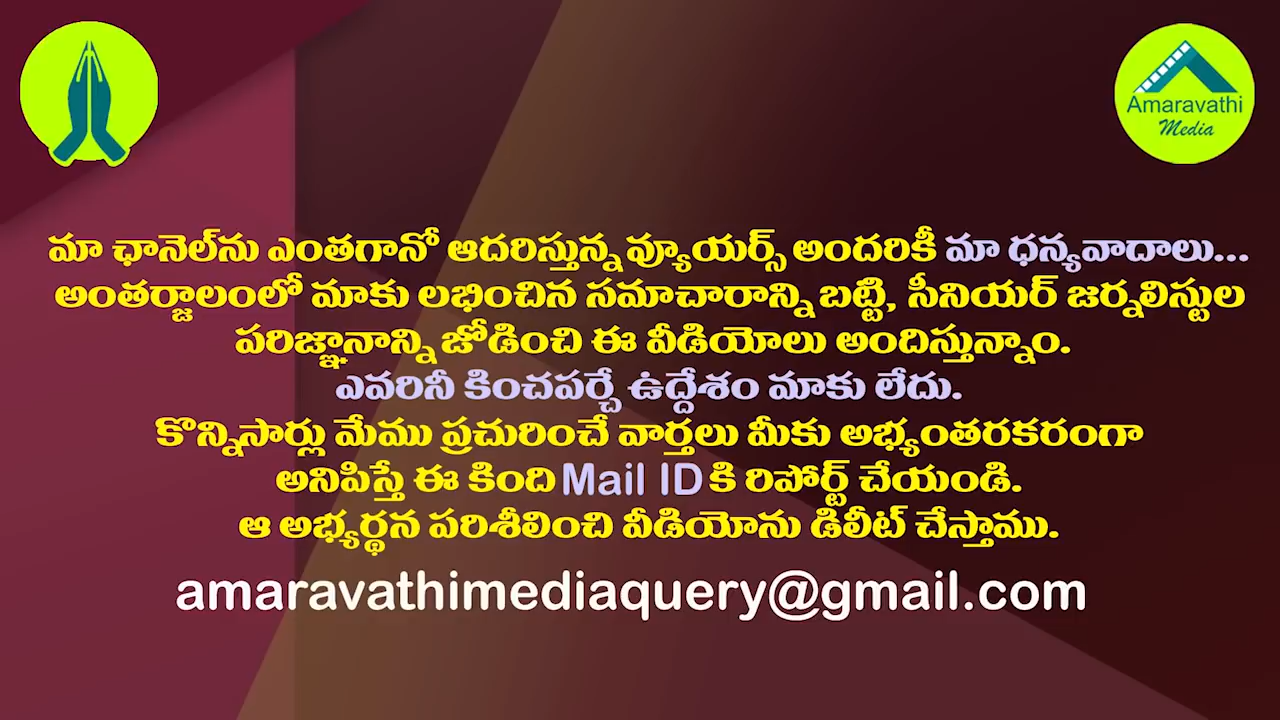 Amaravathi
Media
మా ఛానెల్‌ను ఎంతగానో ఆదరిస్తున్న వ్యూయర్స్ అందరికీ మా ధన్యవాదాలు...
అంతర్జాలంలో మాకు లభించిన సమాచారాన్ని బట్టి, సీనియర్ జర్నలిస్టుల
పరిజ్ఞానాన్ని జోడించి ఈ వీడియోలు అందిస్తున్నాం.
ఎవరినీ కించపర్చే ఉద్దేశం మాకు లేదు.
కొన్నిసార్లు మేము ప్రచురించే వార్తలు మీకు అభ్యంతరకరంగా
అనిపిస్తే ఈ కింది Mail ID కి రిపోర్ట్ చేయండి.
ఆ అభ్యర్థన పరిశీలించి వీడియోను డిలీట్ చేస్తాము.
amaravathimediaquery@gmail.com